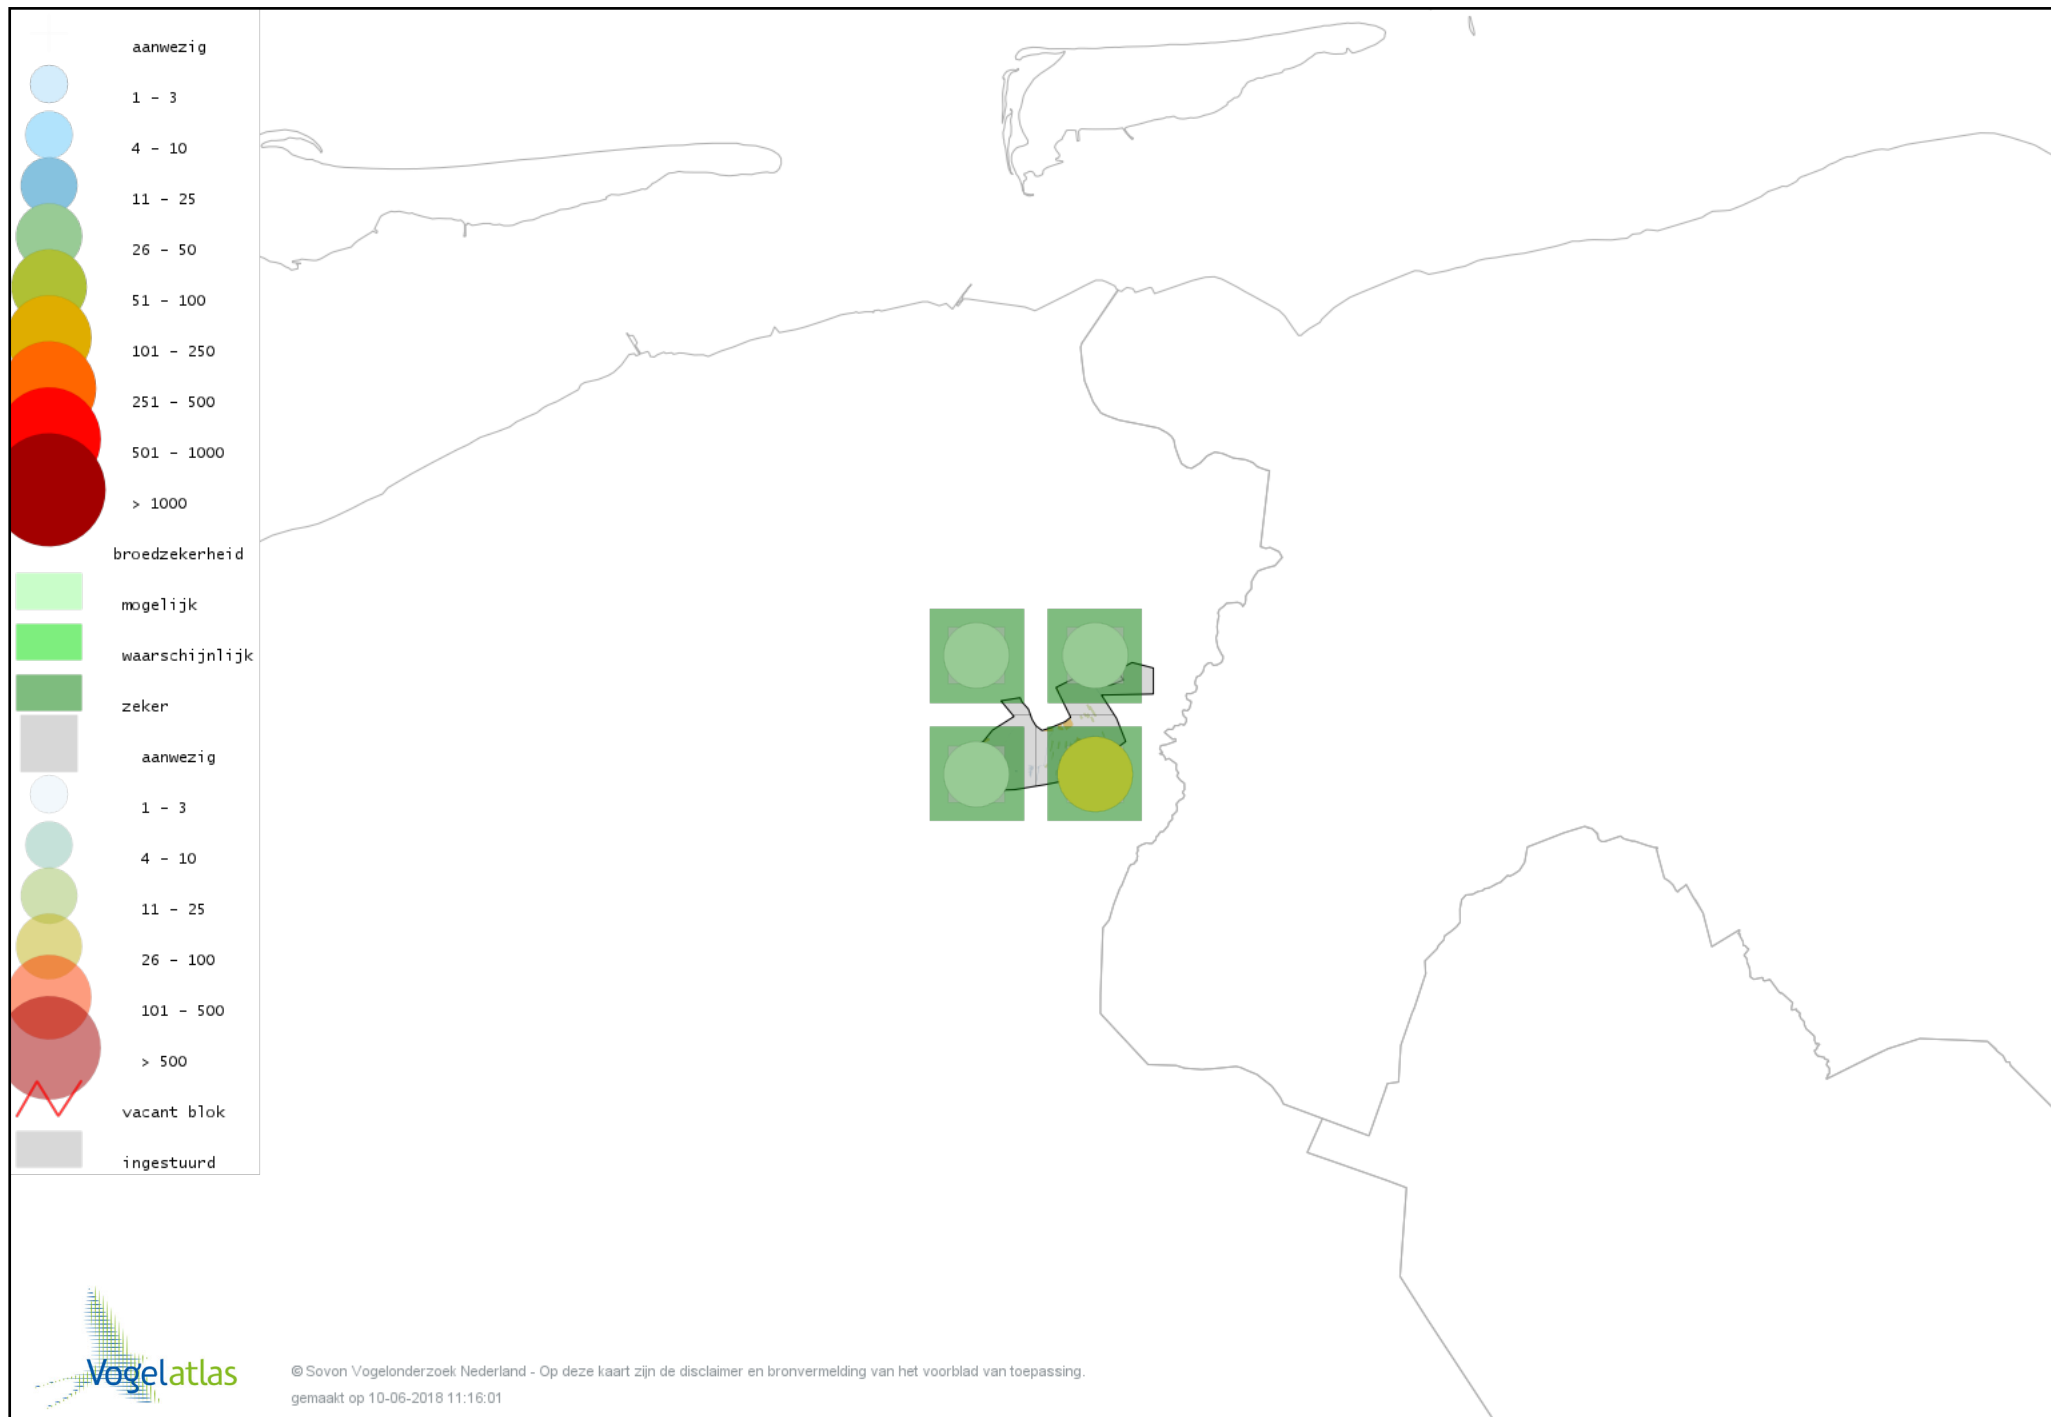 aanwezig
1 - 3
4 - 10
11 - 25
26 - 50
51 - 100
101 - 250
251 - 500
501 - 1000
> 1000
broedzekerheid
mogelijk
waarschijnlijk
zeker
aanwezig
1 - 3
4 - 10
11 - 25
26 - 100
101 - 500
> 500
vacant blok
ingestuurd
Vogelatlas
© Sovon Vogelonderzoek Nederland - Op deze kaart zijn de disclaimer en bronvermelding van het voorblad van toepassing.
gemaakt op 10-06-2018 11:16:01